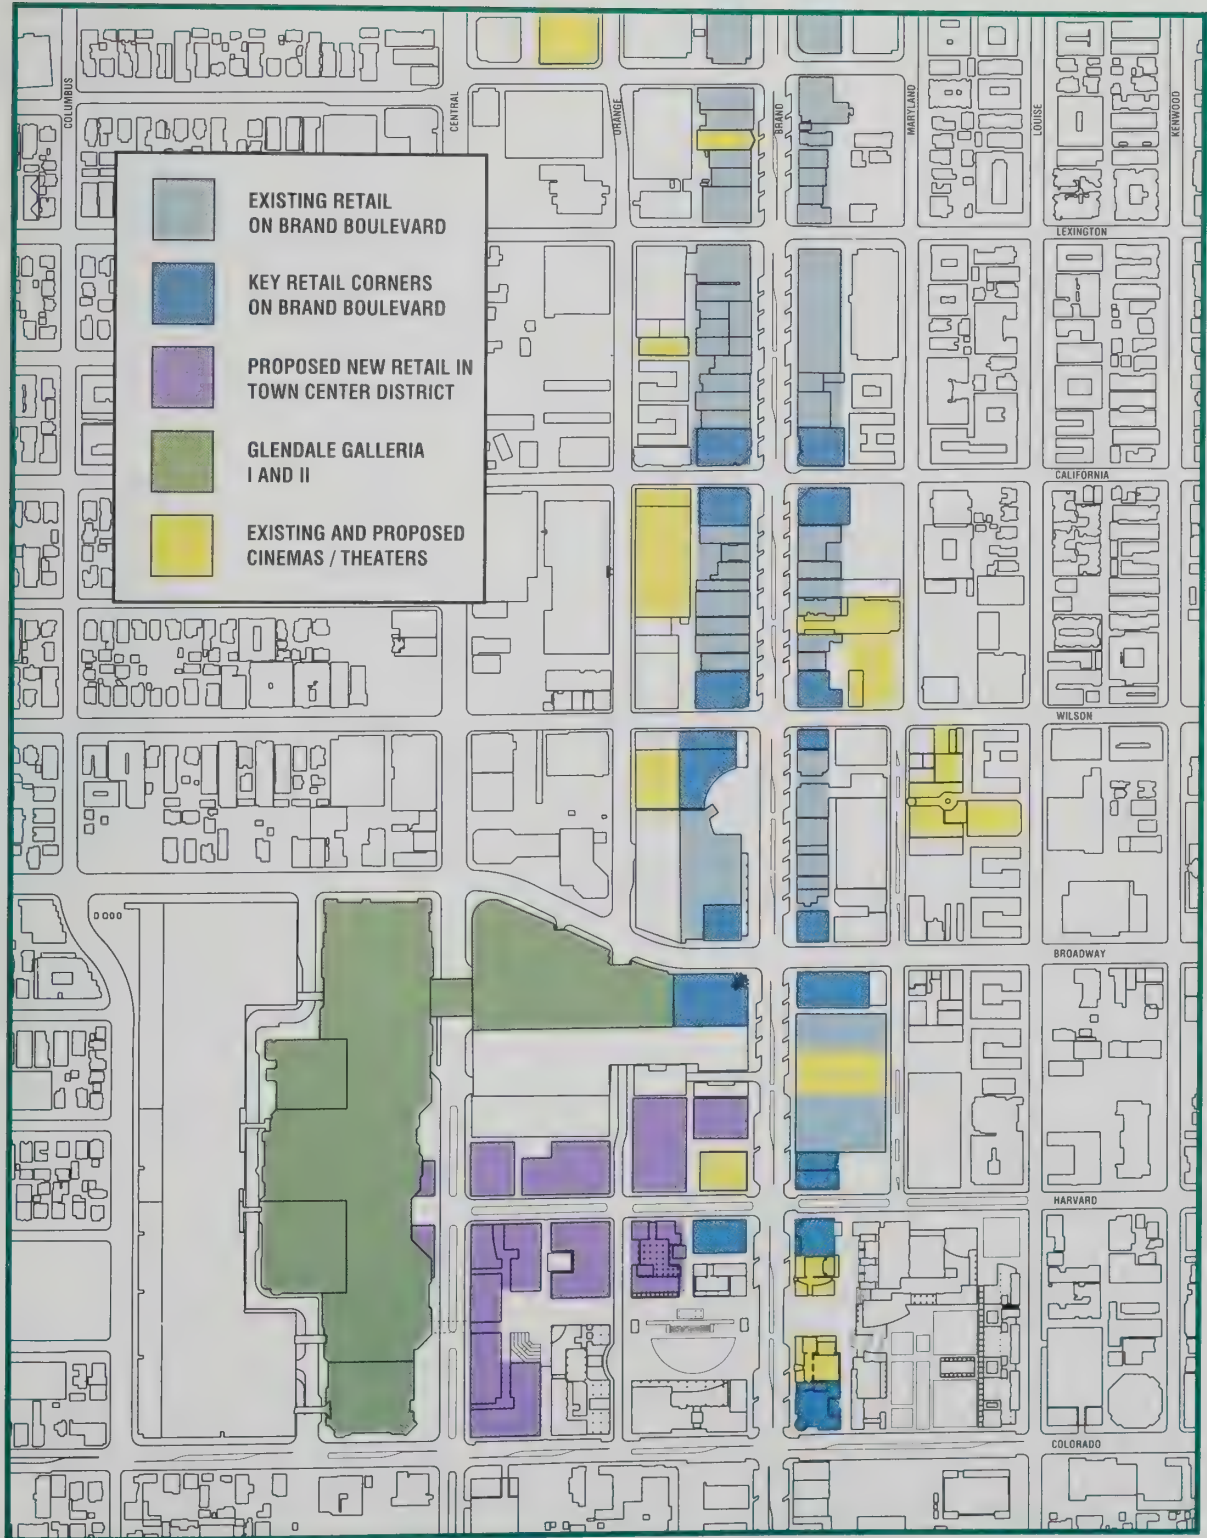 COLUMBUS
CENTRAL
ORANGE
BRAND
MARYLAND
LOUISE
KENWOOD
EXISTING RETAIL
ON BRAND BOULEVARD
KEY RETAIL CORNERS
ON BRAND BOULEVARD
PROPOSED NEW RETAIL IN
TOWN CENTER DISTRICT
GLENDALE GALLERIA
I AND II
EXISTING AND PROPOSED
CINEMAS / THEATERS
LEXINGTON
CALIFORNIA
WILSON
BROADWAY
HARVARD
COLORADO